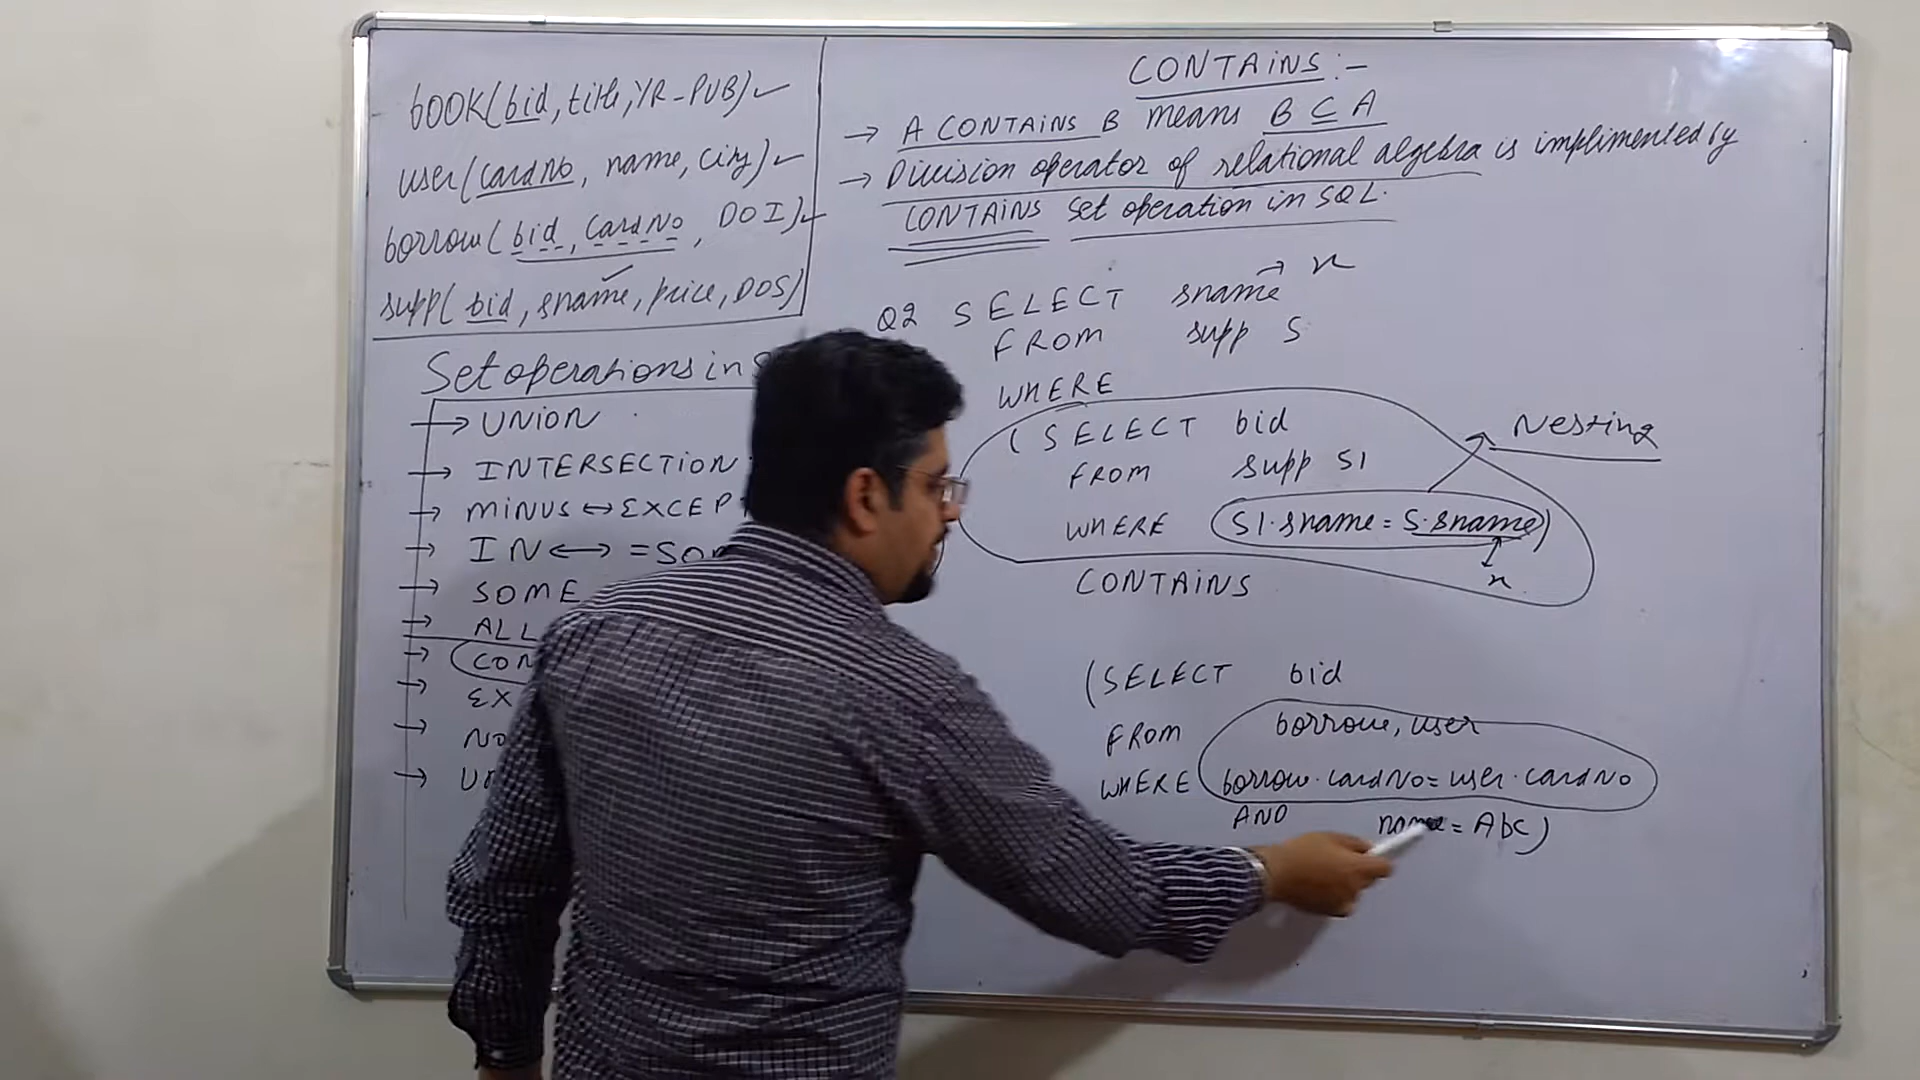 bOOK(bid, title, YR-PUB)
user(cardNo, name, city)
borrow(bid, CardNo, DOI)
supp(bid, sname, price, DOS)
Set operations in S
→ UNION
→ INTERSECTION
→ MINUS ↔ EXCEPT
→ IN ↔ = SO
→ SOME
→ ALL
→ CON
→ EX
→ NO
→
CONTAINS :-
→ A CONTAINS B means B ⊆ A
→ Division operator of relational algebra is implimented by
CONTAINS set operation in SQL.
Q2 SELECT sname → x
FROM supp S
WHERE
(SELECT bid
FROM supp S1
WHERE S1.sname = S.sname)
x
Nesting
CONTAINS
(SELECT bid
FROM borrow, user
WHERE borrow.cardNo = user.cardNo
AND name = Abc)